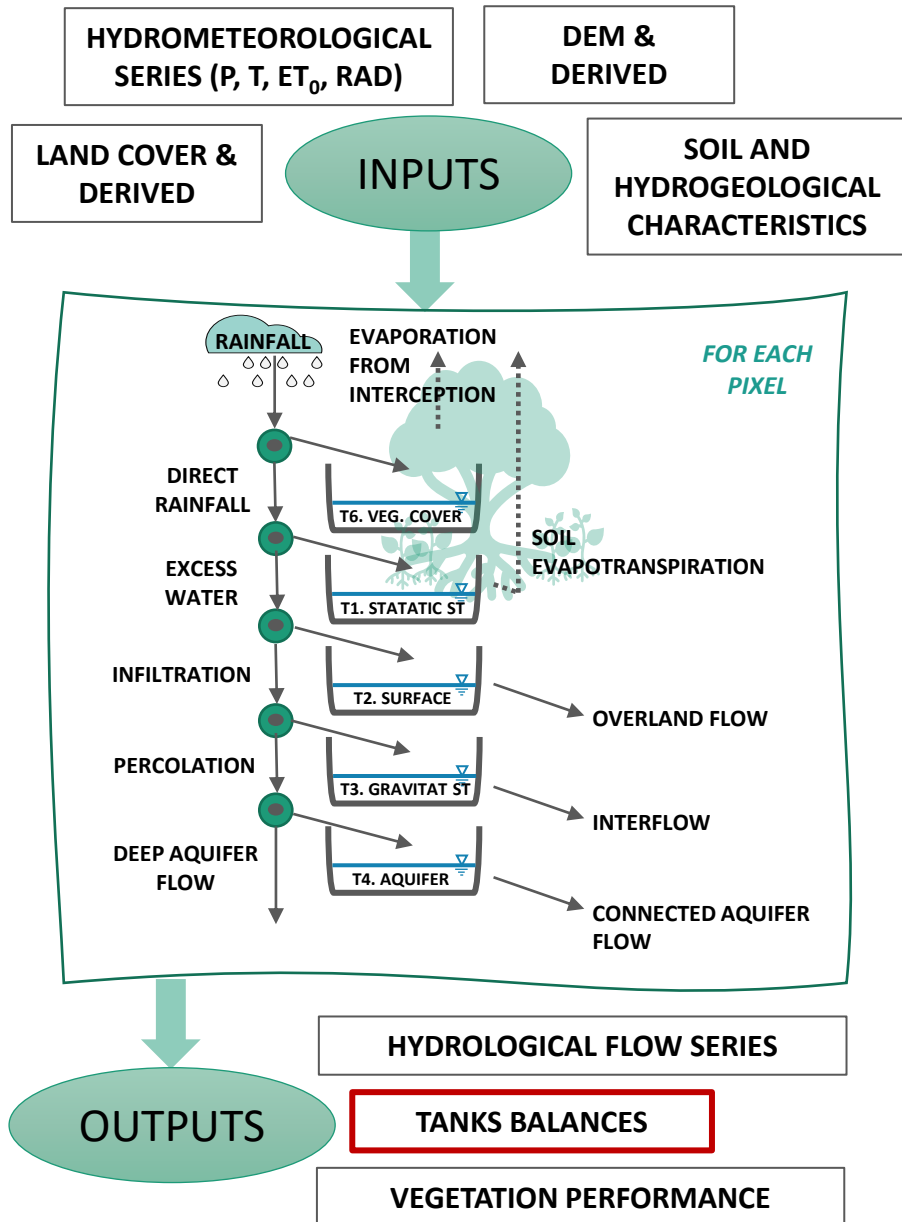 HYDROMETEOROLOGICAL
SERIES (P, T, ET₀, RAD)
DEM &
DERIVED
LAND COVER &
DERIVED
INPUTS
SOIL AND
HYDROGEOLOGICAL
CHARACTERISTICS
RAINFALL
EVAPORATION
FROM
INTERCEPTION
FOR EACH
PIXEL
DIRECT
RAINFALL
T6. VEG. COVER
SOIL
EVAPOTRANSPIRATION
EXCESS
WATER
T1. STATATIC ST
INFILTRATION
T2. SURFACE
OVERLAND FLOW
PERCOLATION
T3. GRAVITAT ST
INTERFLOW
DEEP AQUIFER
FLOW
T4. AQUIFER
CONNECTED AQUIFER
FLOW
HYDROLOGICAL FLOW SERIES
OUTPUTS
TANKS BALANCES
VEGETATION PERFORMANCE